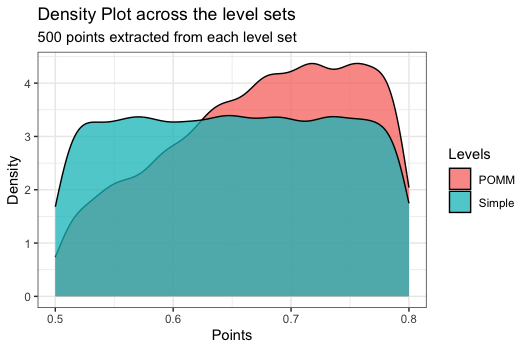 Density Plot across the level sets
500 points extracted from each level set
Density
4
3
2
1
0
0.5
0.6
0.7
0.8
Points
Levels
POMM
Simple